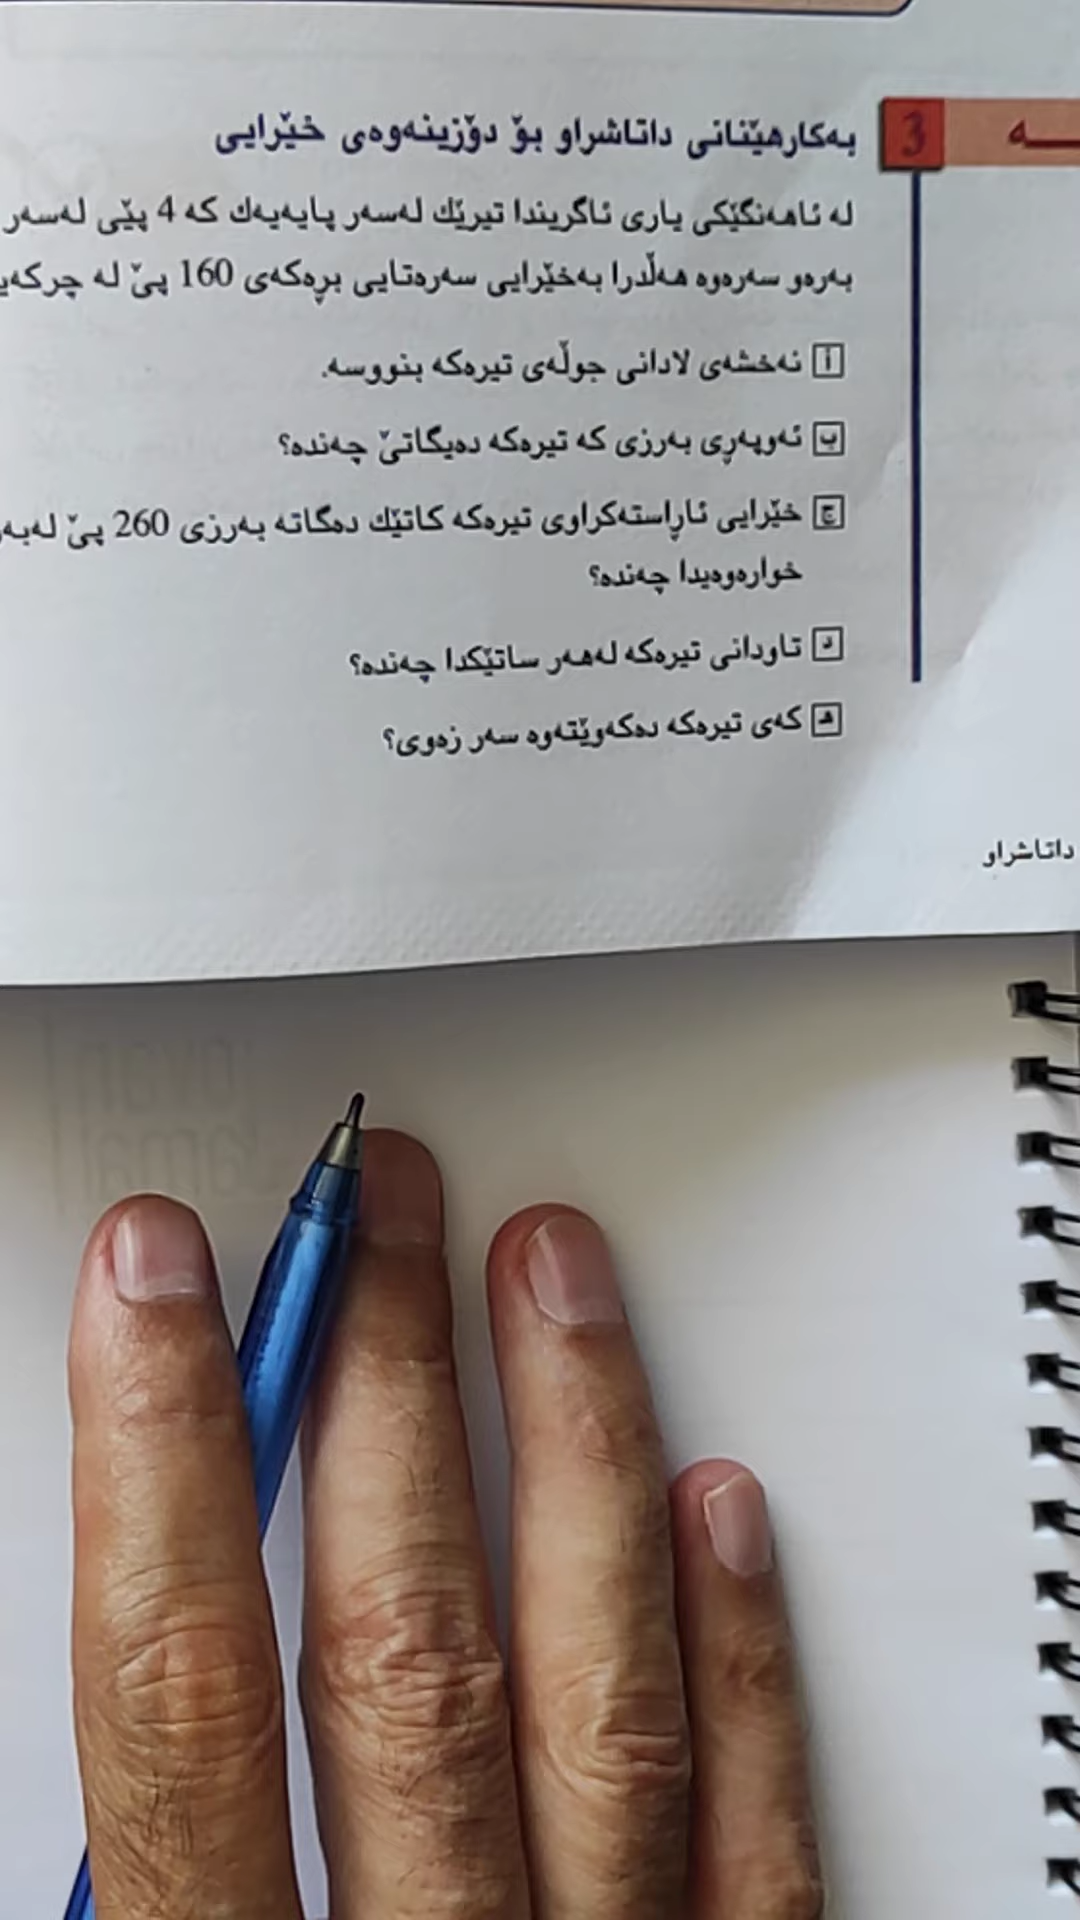 3
بەکارهێنانی داتاشراو بۆ دۆزینەوەی خێرایی
لە ئاهەنگێکی یاری ئاگریندا تیرێك لەسەر پایەیەك کە 4 پێی لەسەر
بەرەو سەرەوە هەڵدرا بەخێرایی سەرەتایی بڕەکەی 160 پێ لە
أ نەخشەی لادانی جوڵەی تیرەکە بنووسە.
ب ئەوپەڕی بەرزی کە تیرەکە دەیگاتێ چەندە؟
ج خێرایی ئاڕاستەکراوی تیرەکە کاتێك دەگاتە بەرزی 260 پێ
خوارەوەیدا چەندە؟
د تاودانی تیرەکە لەهەر ساتێکدا چەندە؟
هـ کەی تیرەکە دەکەوێتەوە سەر زەوی؟
داتاشراو